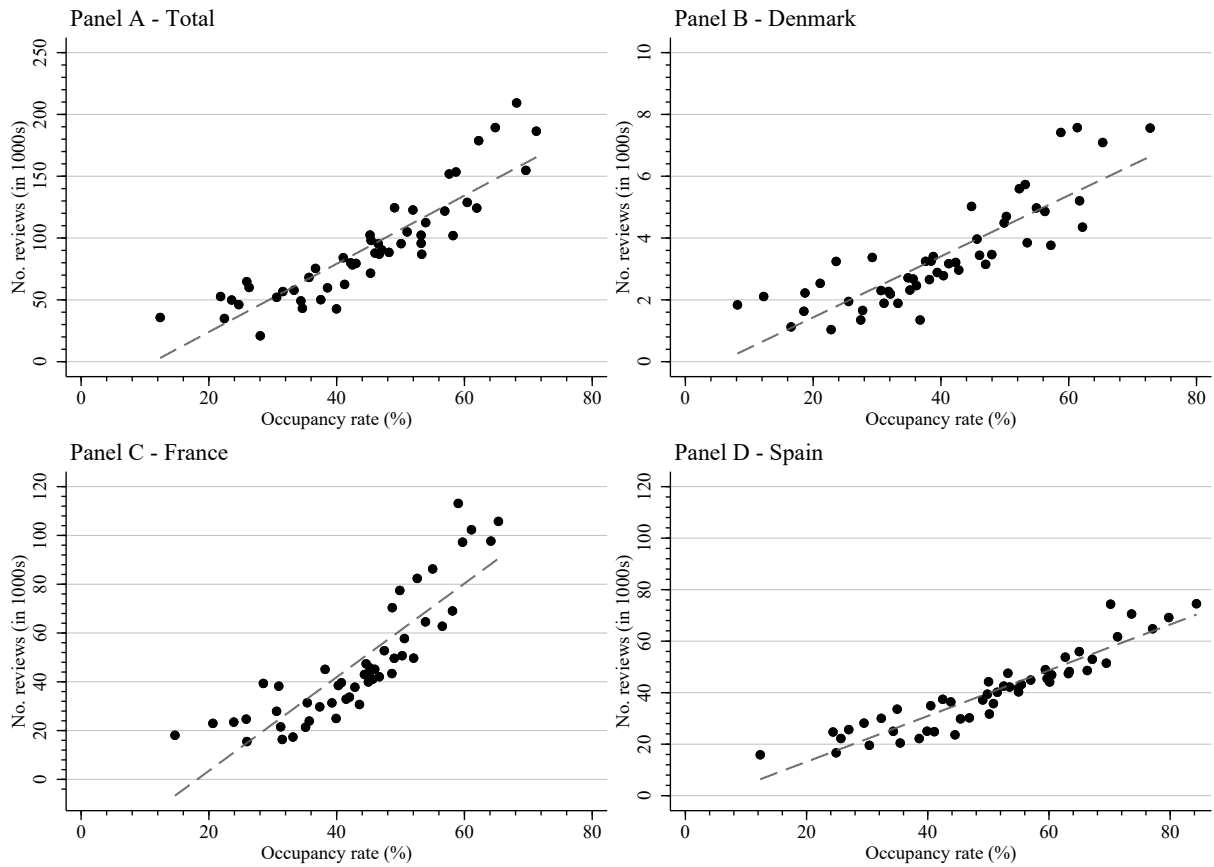 Panel A - Total
Panel B - Denmark
No. reviews (in 1000s)
250
200
150
100
50
0
0 20 40 60 80
Occupancy rate (%)
No. reviews (in 1000s)
10
8
6
4
2
0
0 20 40 60 80
Occupancy rate (%)
Panel C - France
Panel D - Spain
No. reviews (in 1000s)
120
100
80
60
40
20
0
0 20 40 60 80
Occupancy rate (%)
No. reviews (in 1000s)
120
100
80
60
40
20
0
0 20 40 60 80
Occupancy rate (%)